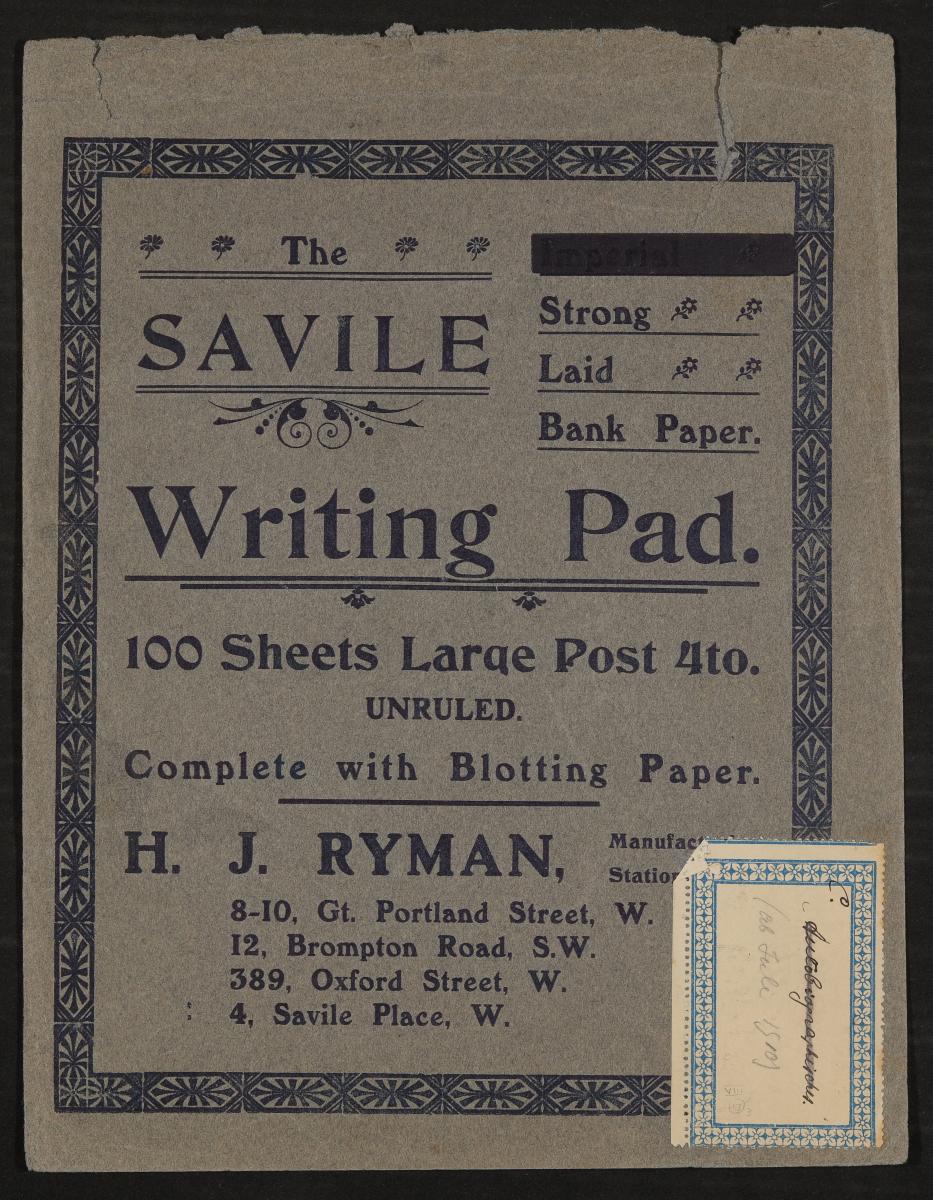 The
SAVILE
Imperial
Strong
Laid
Bank Paper.
Writing Pad.
100 Sheets Large Post 4to.
UNRULED.
Complete with Blotting Paper.
H. J. RYMAN,
8-10, Gt. Portland Street, W.
12, Brompton Road, S.W.
389, Oxford Street, W.
4, Savile Place, W.
L.